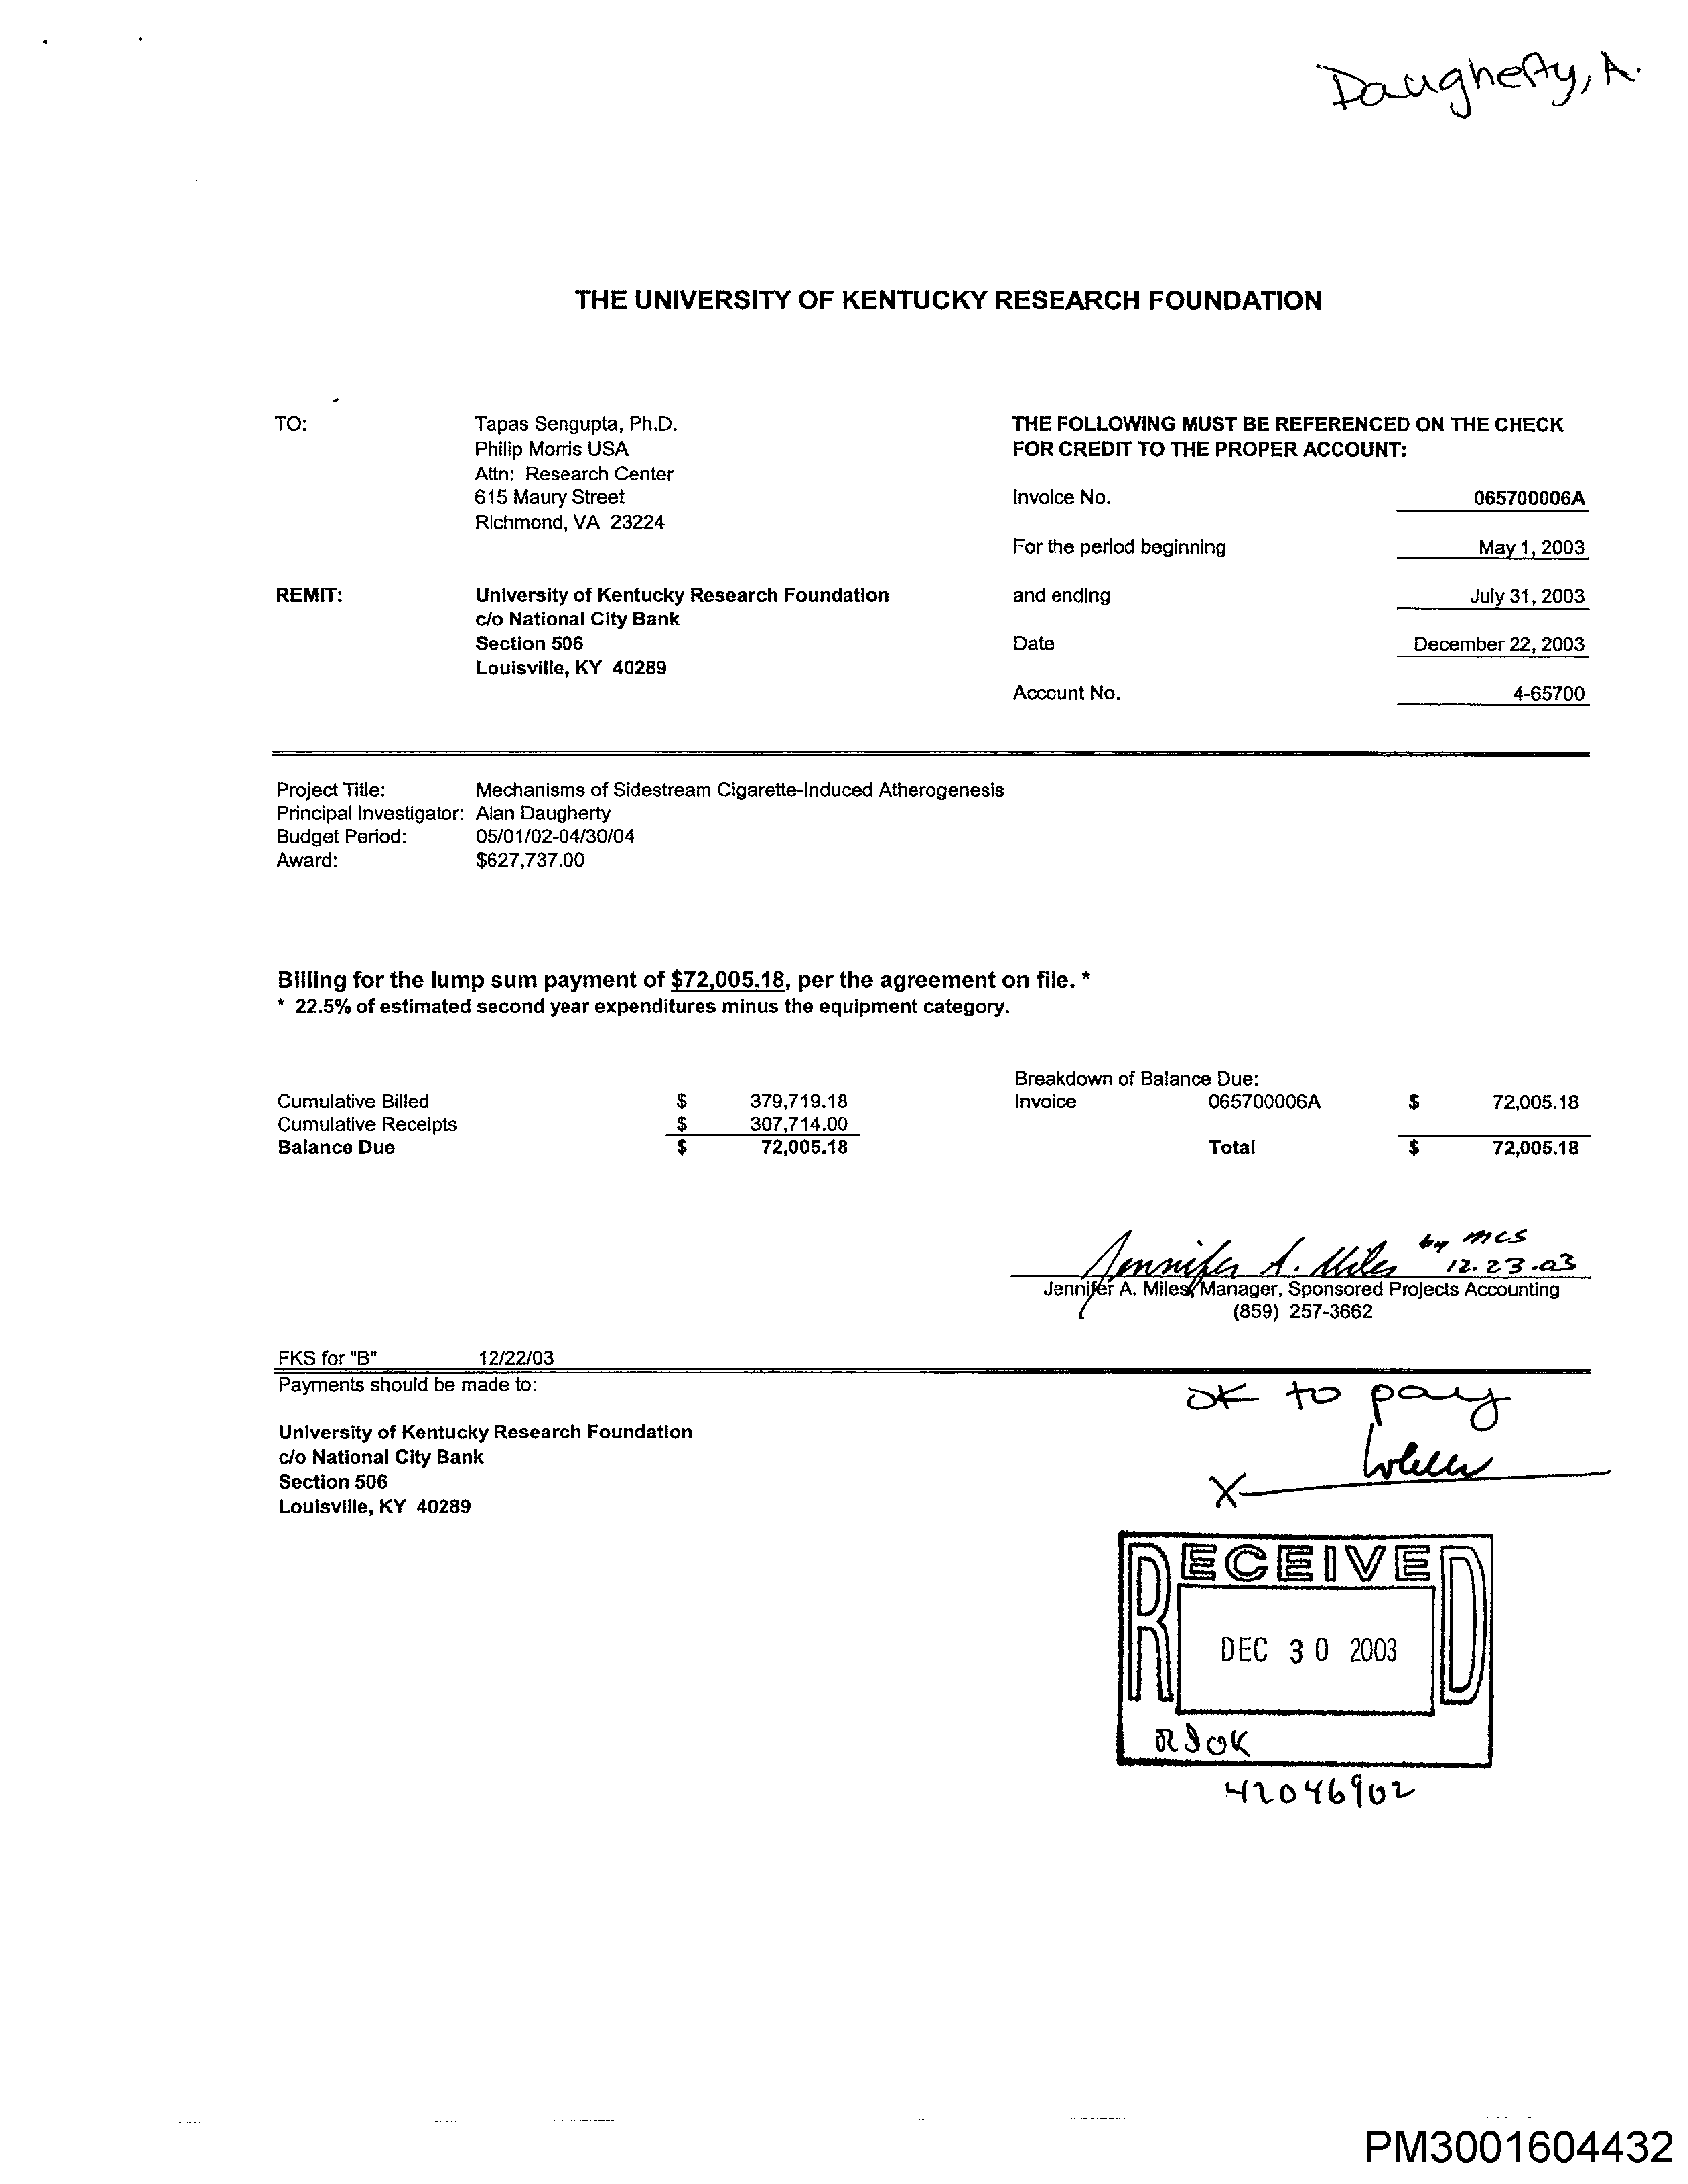 Daugherty, A.
THE UNIVERSITY OF KENTUCKY RESEARCH FOUNDATION
TO:
Tapas Sengupta, Ph.D.
Philip Morris USA
Attn: Research Center
615 Maury Street
Richmond, VA 23224
THE FOLLOWING MUST BE REFERENCED ON THE CHECK
FOR CREDIT TO THE PROPER ACCOUNT:
Invoice No. 065700006A
For the period beginning May 1, 2003
and ending July 31, 2003
Date December 22, 2003
Account No. 4-65700
REMIT:
University of Kentucky Research Foundation
c/o National City Bank
Section 506
Louisville, KY 40289
Project Title: Mechanisms of Sidestream Cigarette-Induced Atherogenesis
Principal Investigator: Alan Daugherty
Budget Period: 05/01/02-04/30/04
Award: $627,737.00
Billing for the lump sum payment of $72,005.18, per the agreement on file. *
* 22.5% of estimated second year expenditures minus the equipment category.
Cumulative Billed $ 379,719.18
Cumulative Receipts $ 307,714.00
Balance Due $ 72,005.18
Breakdown of Balance Due:
Invoice 065700006A $ 72,005.18
Total $ 72,005.18
Jennifer A. Miles by mcs
12.23.03
Jennifer A. Miles, Manager, Sponsored Projects Accounting
(859) 257-3662
FKS for "B" 12/22/03
Payments should be made to:
University of Kentucky Research Foundation
c/o National City Bank
Section 506
Louisville, KY 40289
OK to pay
X
RECEIVED
DEC 30 2003
42046902
PM3001604432